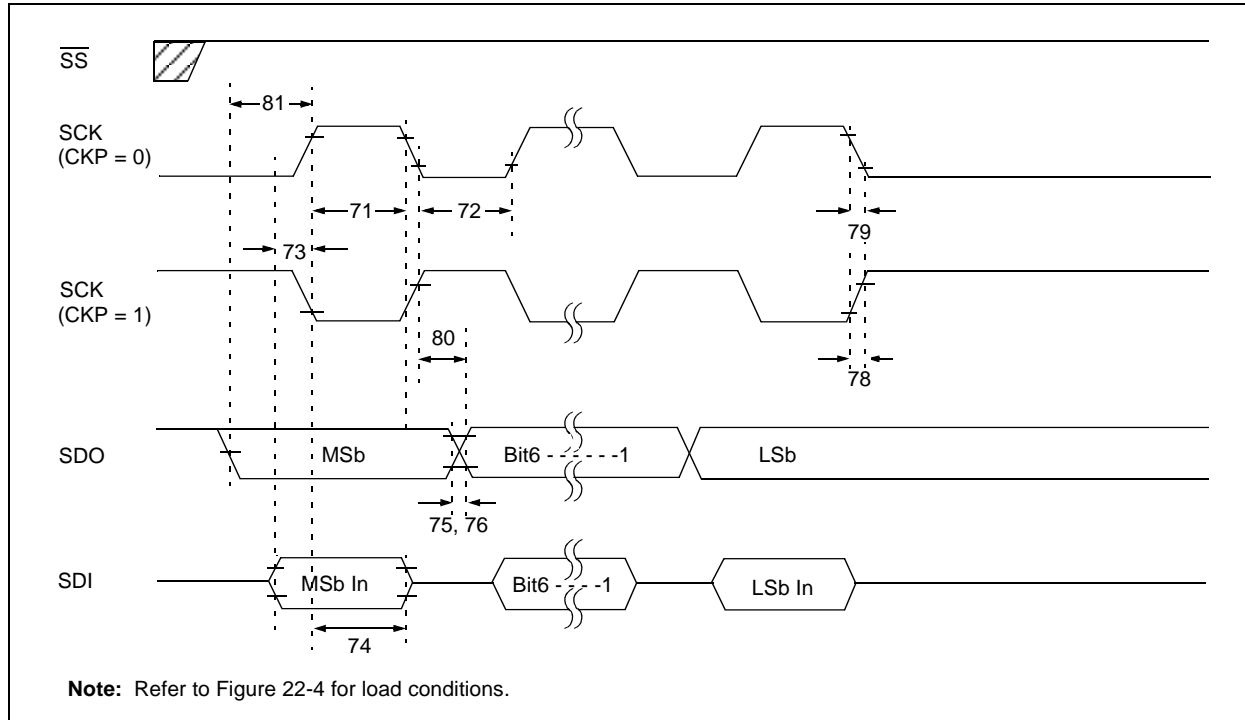 SS
81
SCK
(CKP = 0)
71
72
73
79
SCK
(CKP = 1)
80
78
SDO
MSb
Bit6 - - - - - -1
LSb
75, 76
SDI
MSb In
Bit6 - - - -1
LSb In
74
Note: Refer to Figure 22-4 for load conditions.